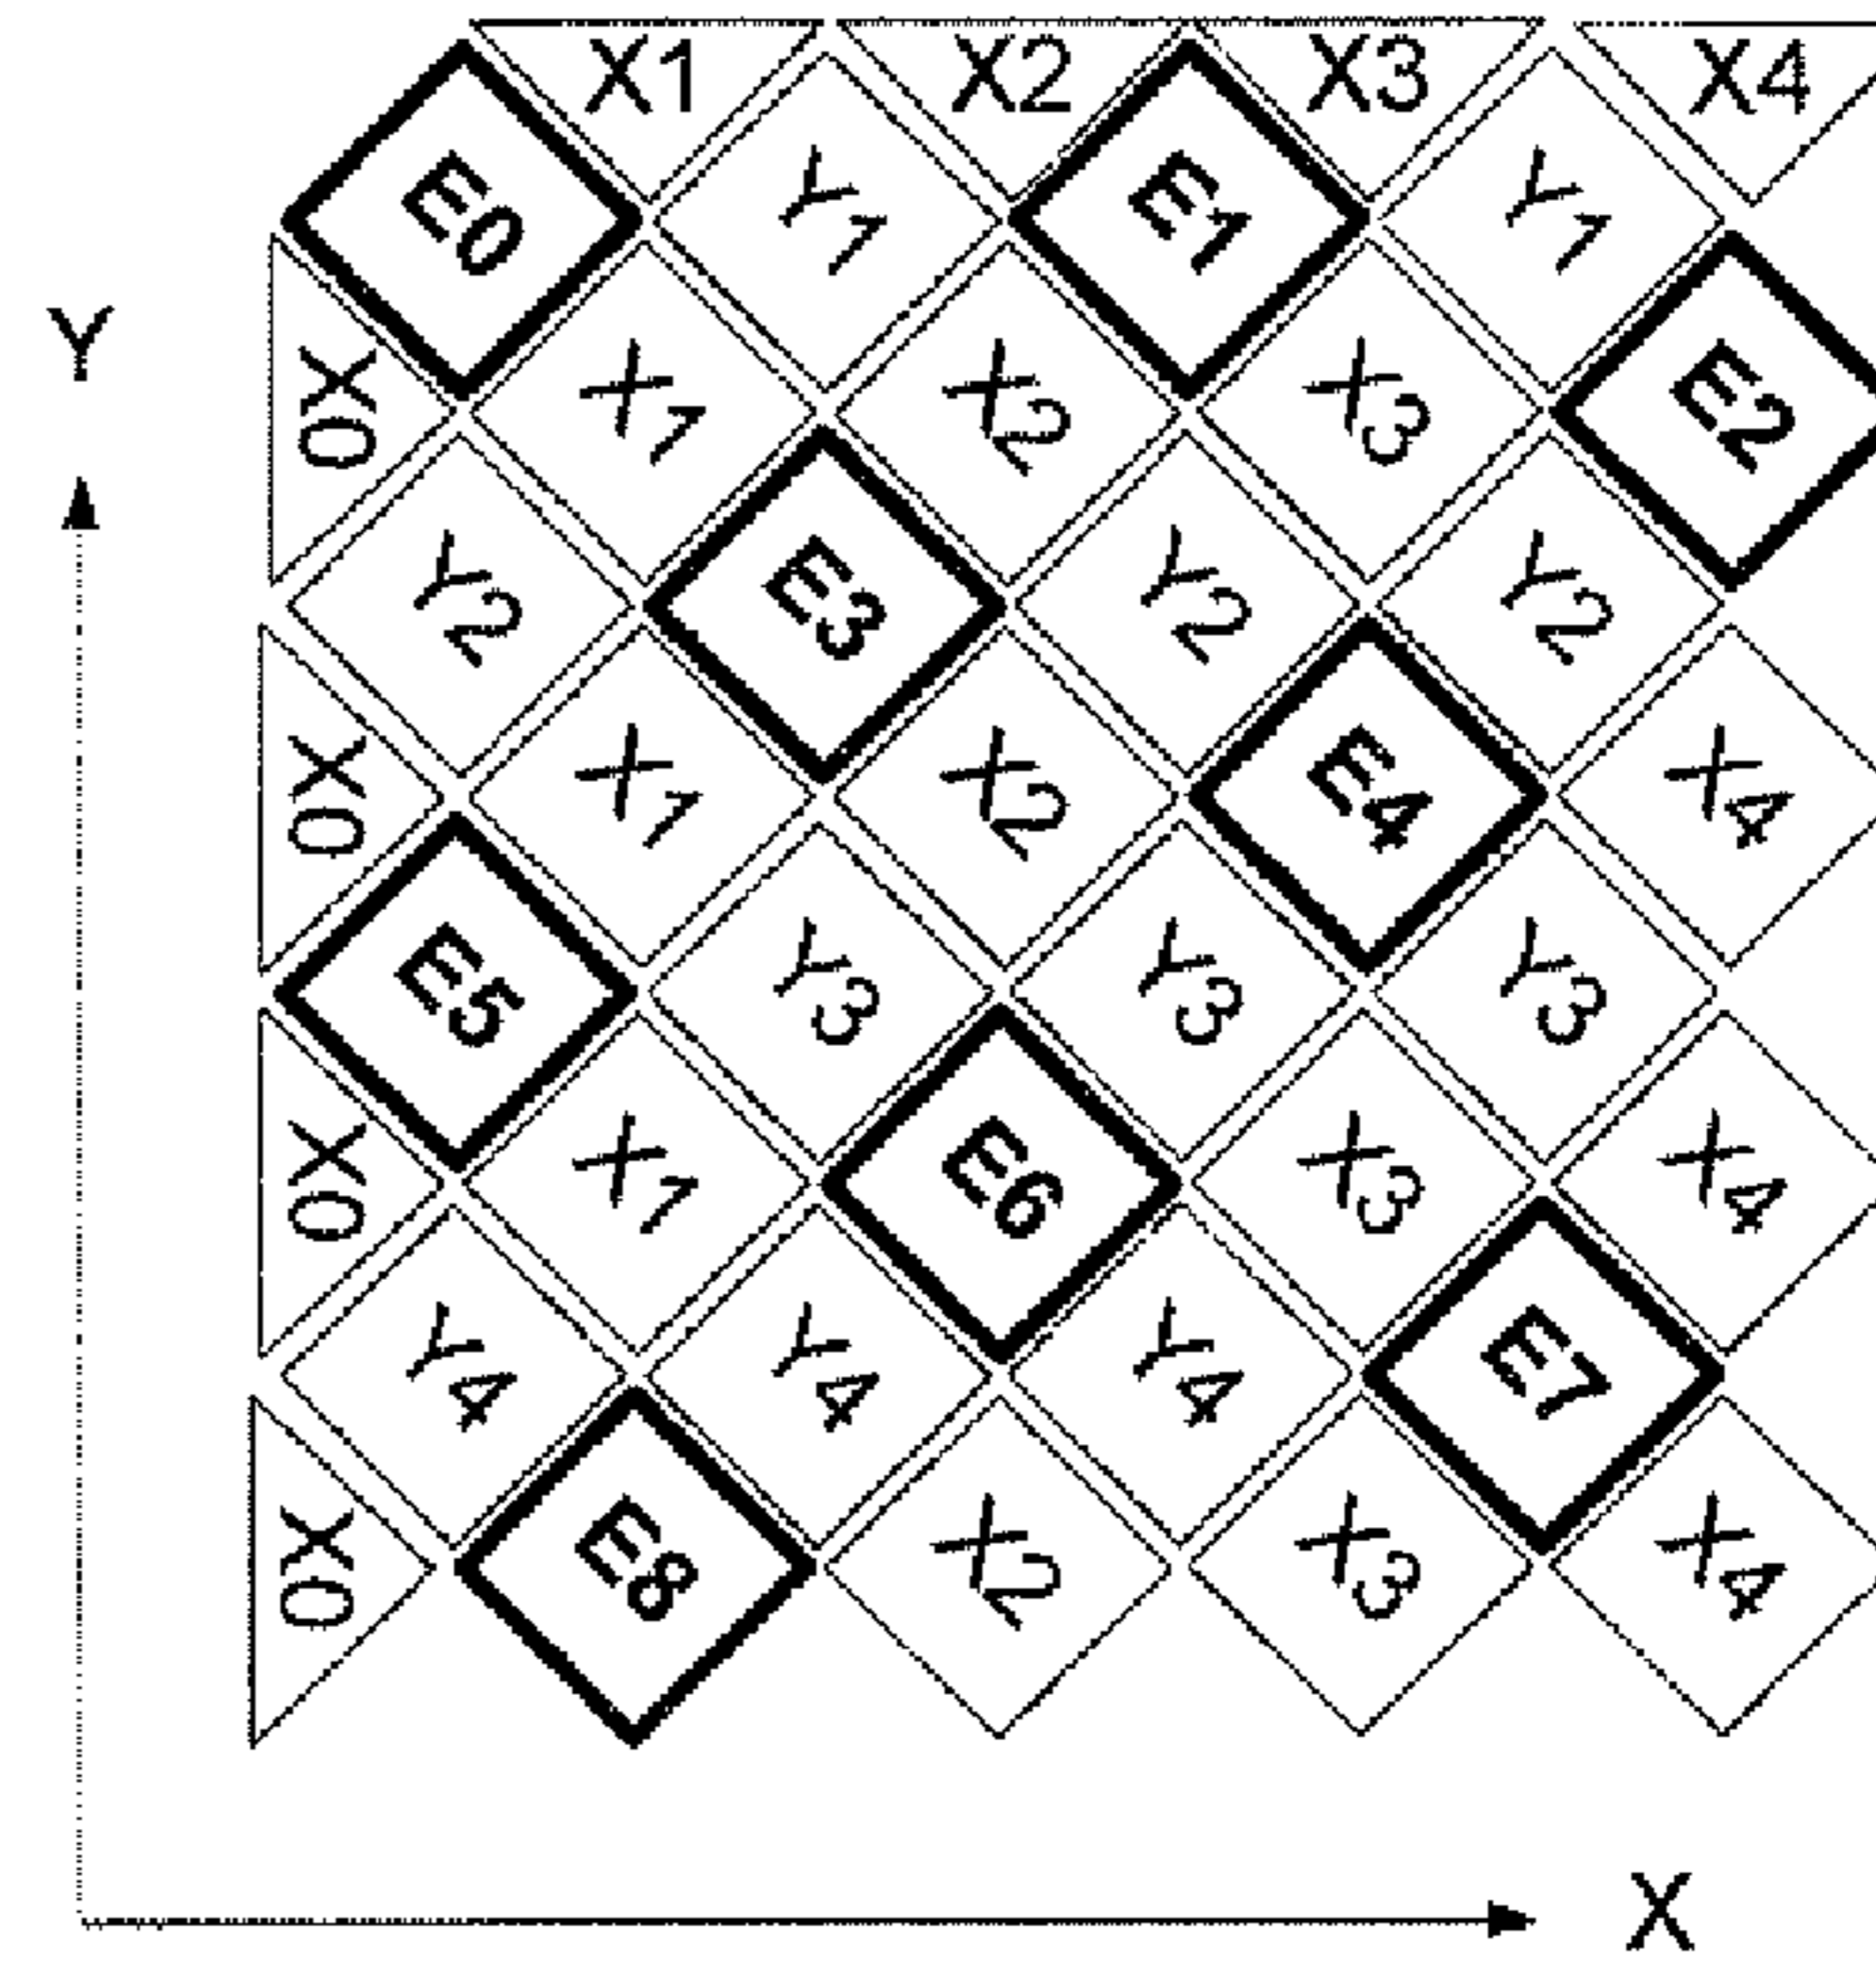 X1 X2 X3 X4
E0 Y1 E1 Y1
Y X0 X1 X2 X3 E2
Y2 E3 Y2 Y2
X0 X1 X2 E4 X4
E5 Y3 Y3 Y3
X0 X1 E6 X3 X4
Y4 Y4 Y4 E7
X0 E8 X2 X3 X4
X